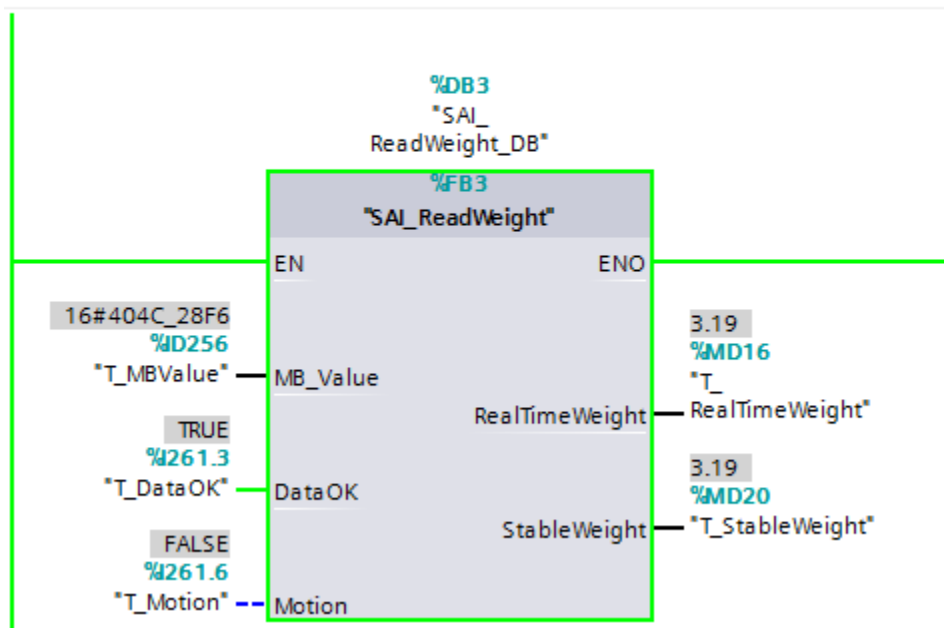 %DB3
"SAI_
ReadWeight_DB"
%FB3
"SAI_ReadWeight"
EN
ENO
16#404C_28F6
%ID256
"T_MBValue"
MB_Value
3.19
%MD16
"T_
RealTimeWeight"
RealTimeWeight
TRUE
%I261.3
"T_DataOK"
DataOK
3.19
%MD20
"T_StableWeight"
StableWeight
FALSE
%I261.6
"T_Motion"
Motion